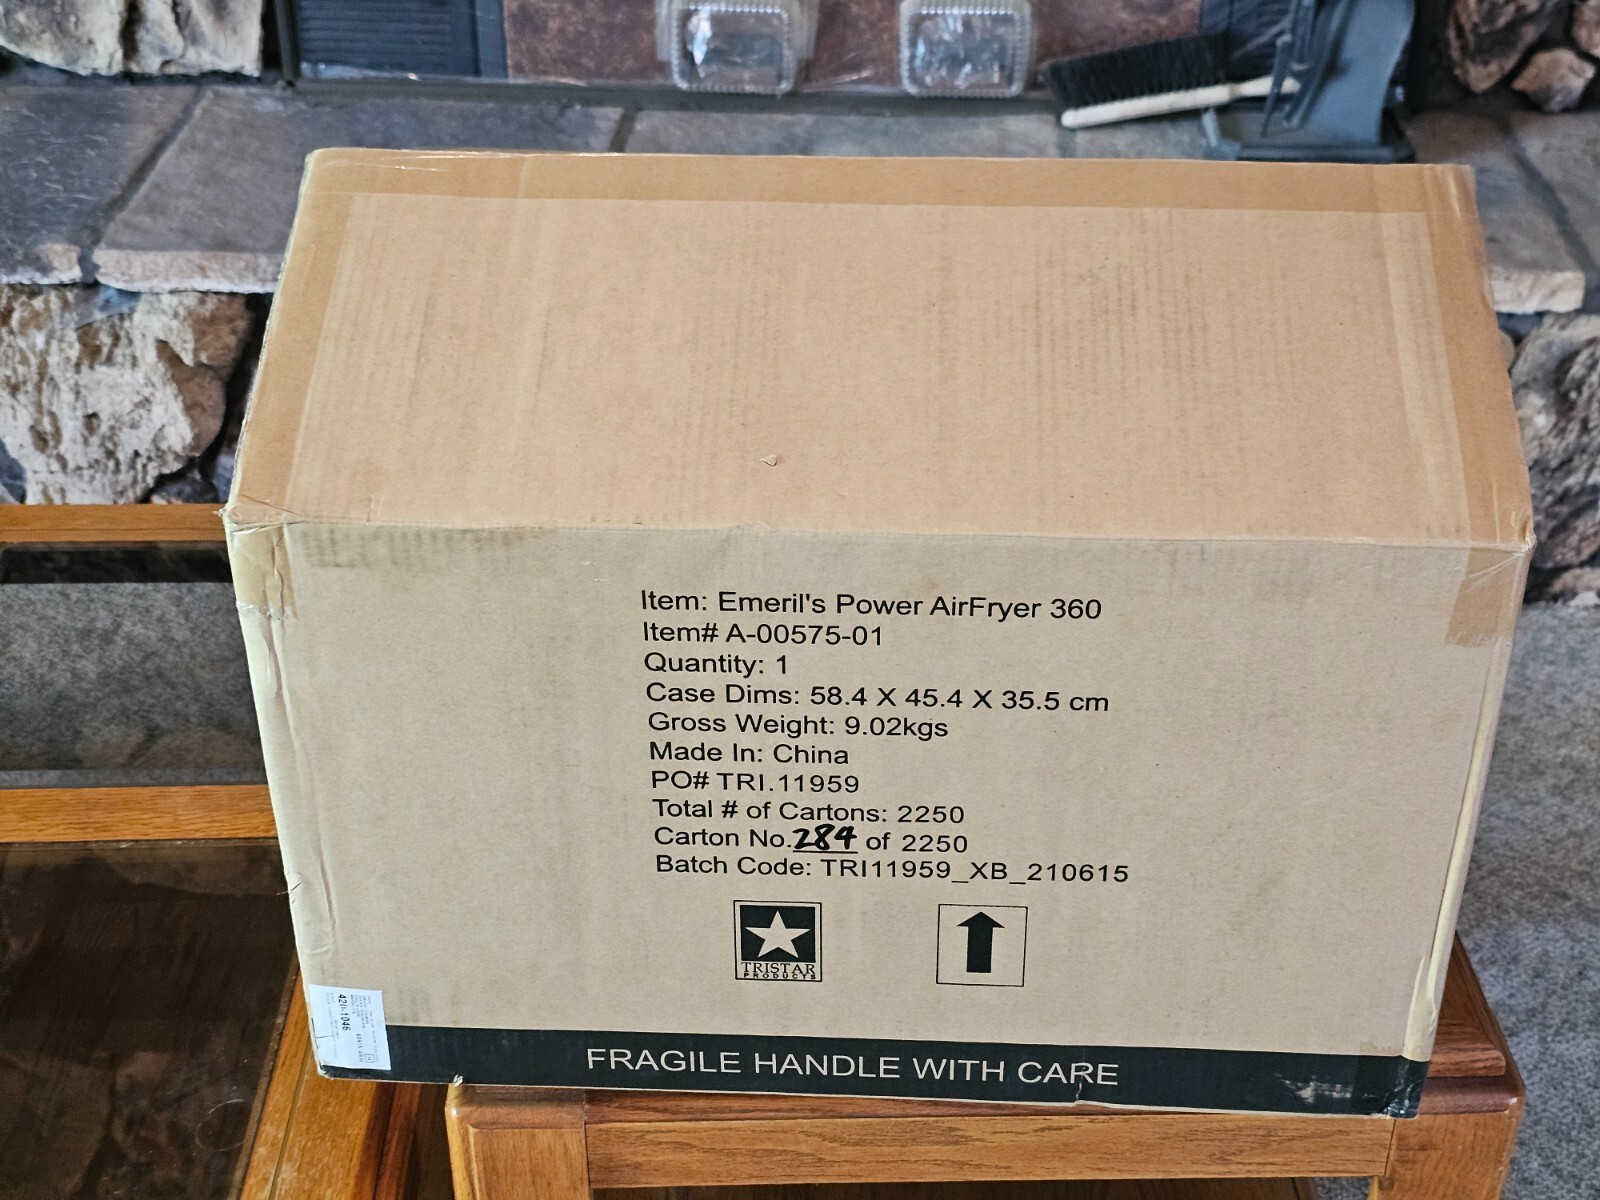 Item: Emeril's Power AirFryer 360
Item# A-00575-01
Quantity: 1
Case Dims: 58.4 X 45.4 X 35.5 cm
Gross Weight: 9.02kgs
Made In: China
PO# TRI.11959
Total # of Cartons: 2250
Carton No.284 of 2250
Batch Code: TRI11959_XB_210615
TRISTAR
PRODUCTS
FRAGILE HANDLE WITH CARE